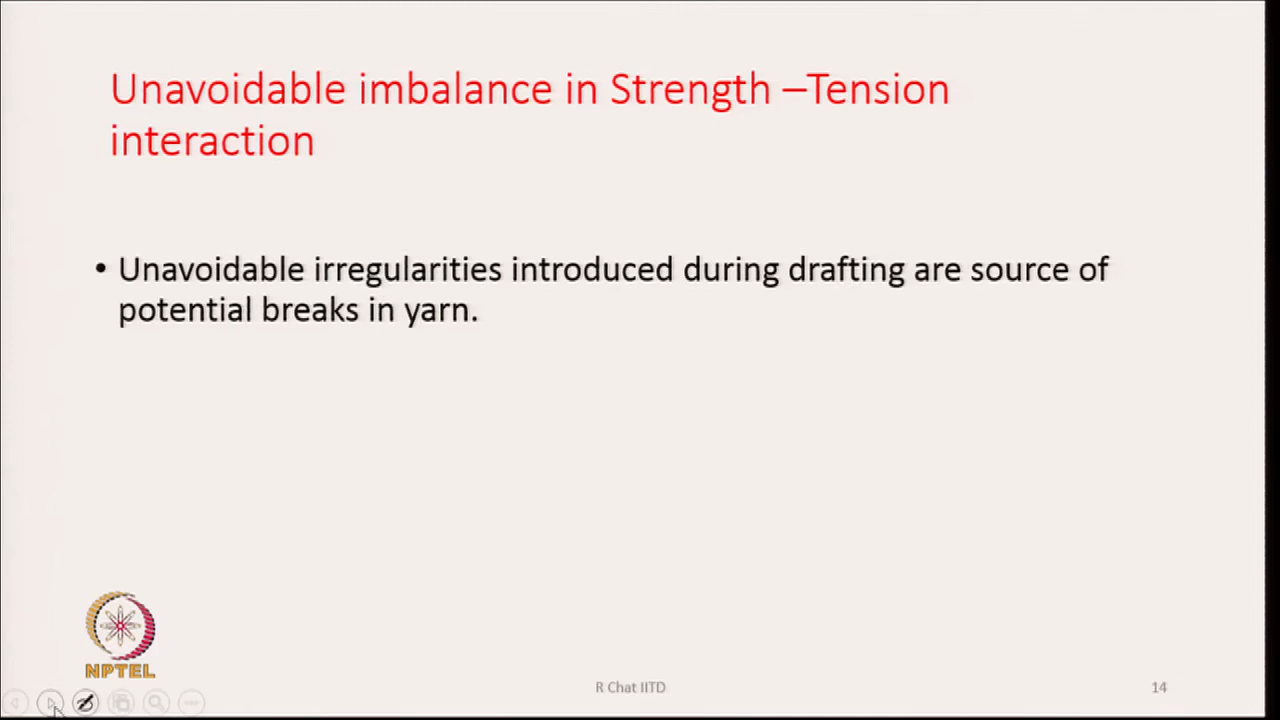 Unavoidable imbalance in Strength –Tension
interaction
• Unavoidable irregularities introduced during drafting are source of
potential breaks in yarn.
NPTEL
R Chat IITD
14